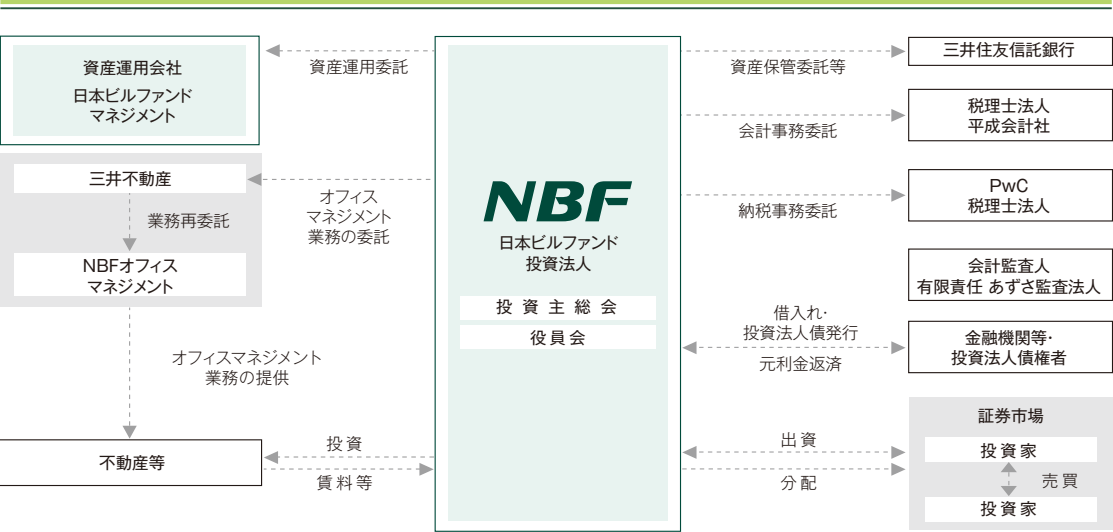 資産運用会社
日本ビルファンド
マネジメント
資産運用委託
三井不動産
業務再委託
NBFオフィス
マネジメント
オフィス
マネジメント
業務の委託
オフィスマネジメント
業務の提供
不動産等
投資
賃料等
NBF
日本ビルファンド
投資法人
投資主総会
役員会
資産保管委託等
三井住友信託銀行
会計事務委託
税理士法人
平成会計社
納税事務委託
PwC
税理士法人
会計監査人
有限責任 あずさ監査法人
借入れ・
投資法人債発行
元利金返済
金融機関等・
投資法人債権者
出資
分配
証券市場
投資家
売買
投資家